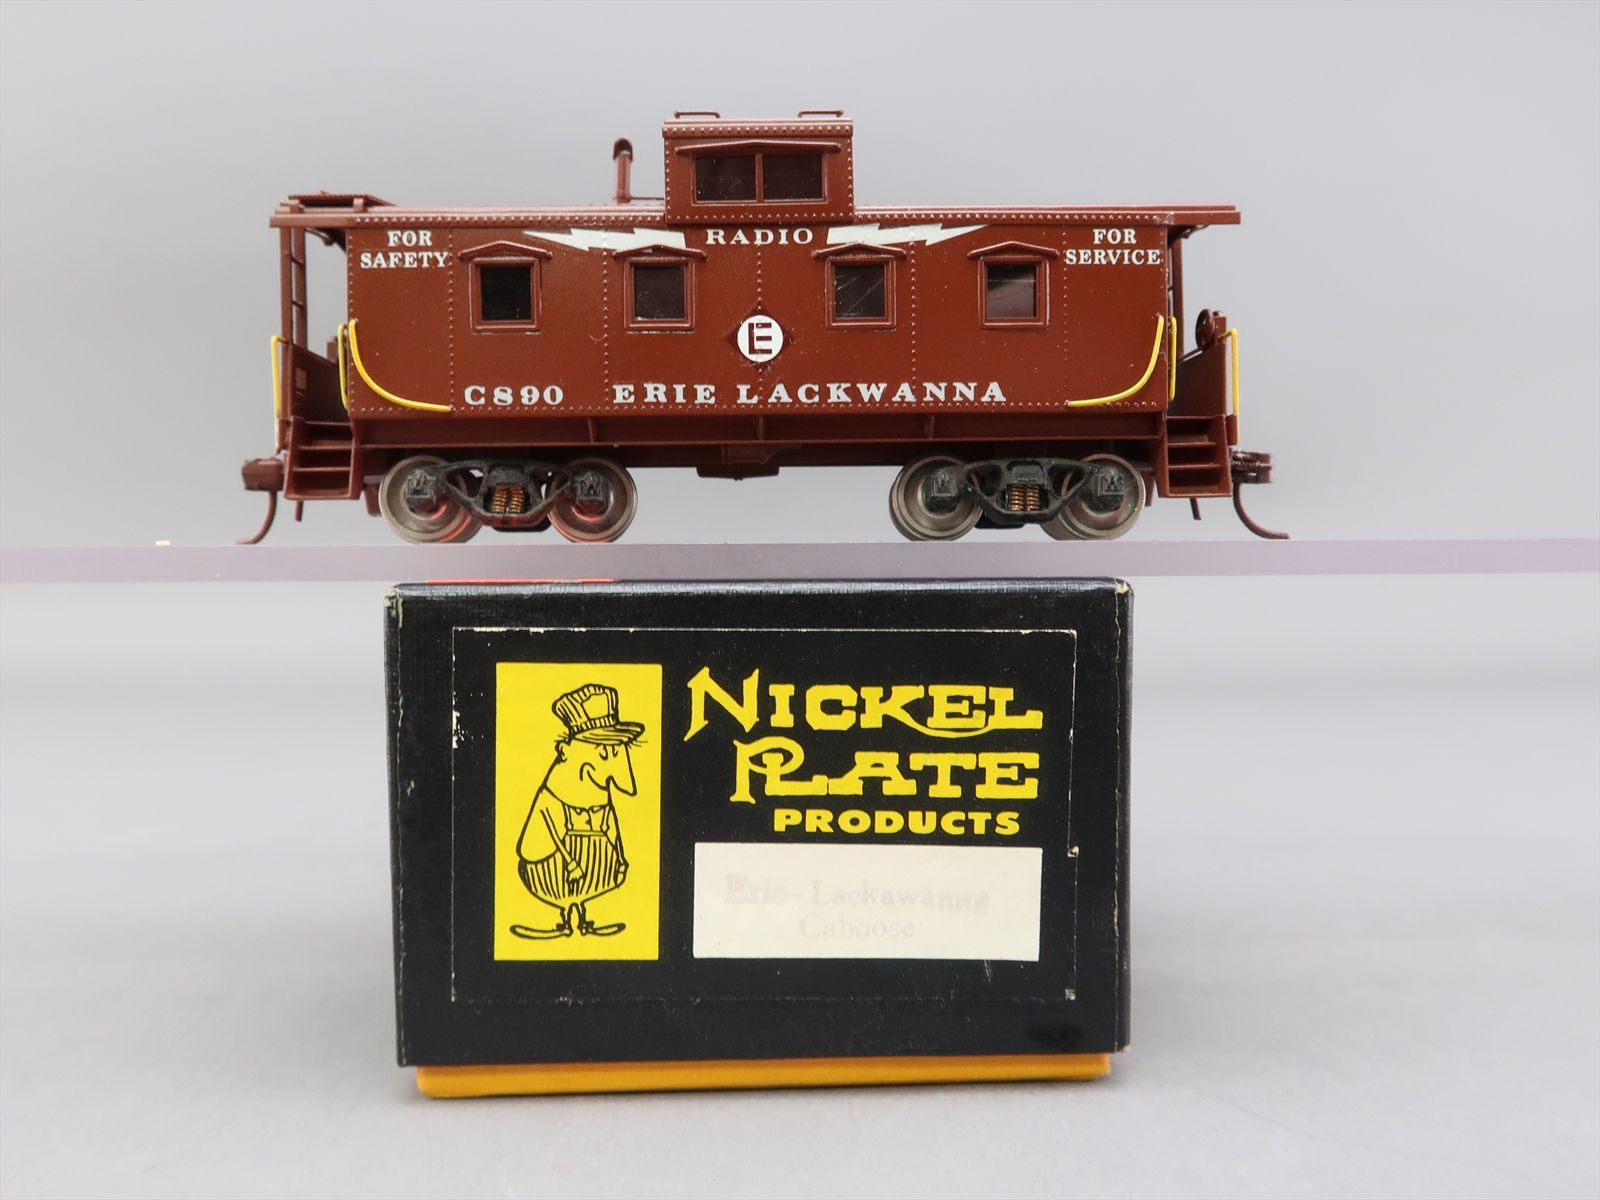 FOR
SAFETY
RADIO
FOR
SERVICE
E
C890 ERIE LACKWANNA
NICKEL
PLATE
PRODUCTS
Erie-Lackawanna
Caboose